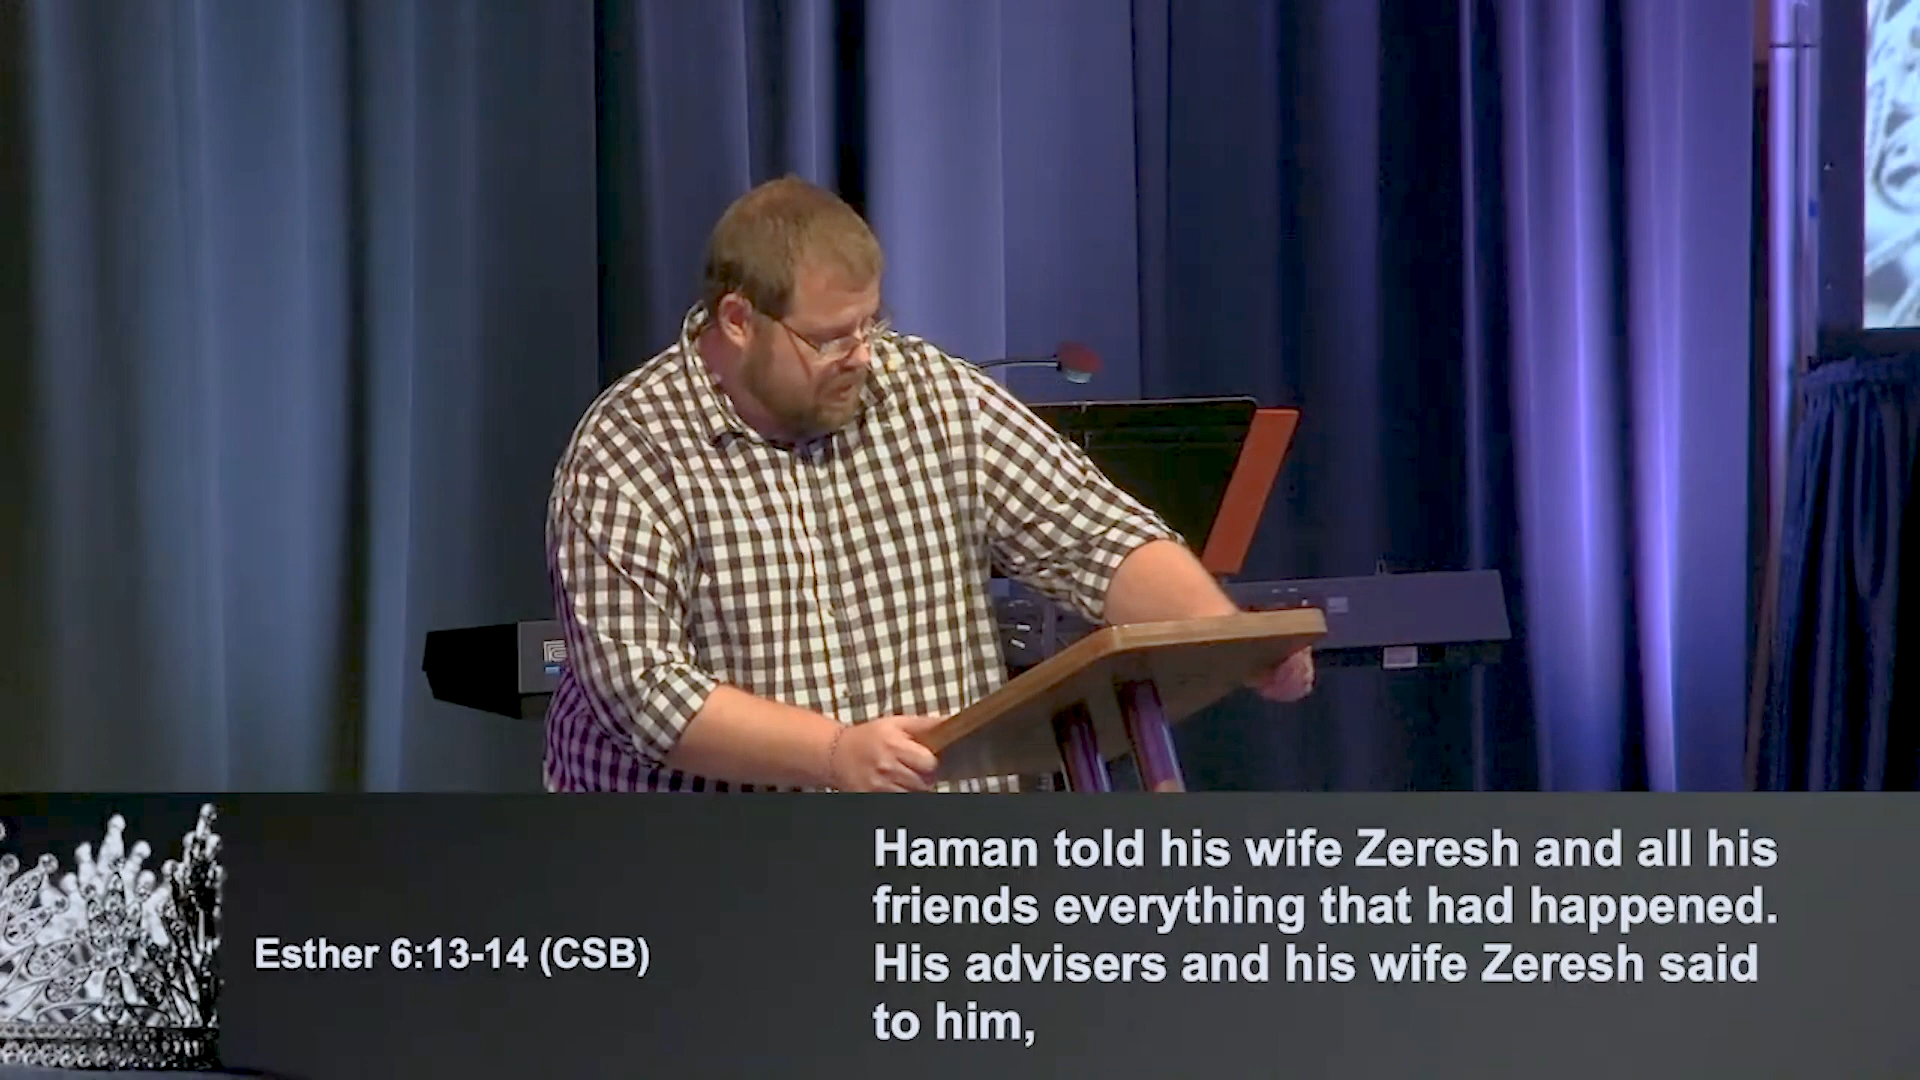 Esther 6:13-14 (CSB)
Haman told his wife Zeresh and all his
friends everything that had happened.
His advisers and his wife Zeresh said
to him,